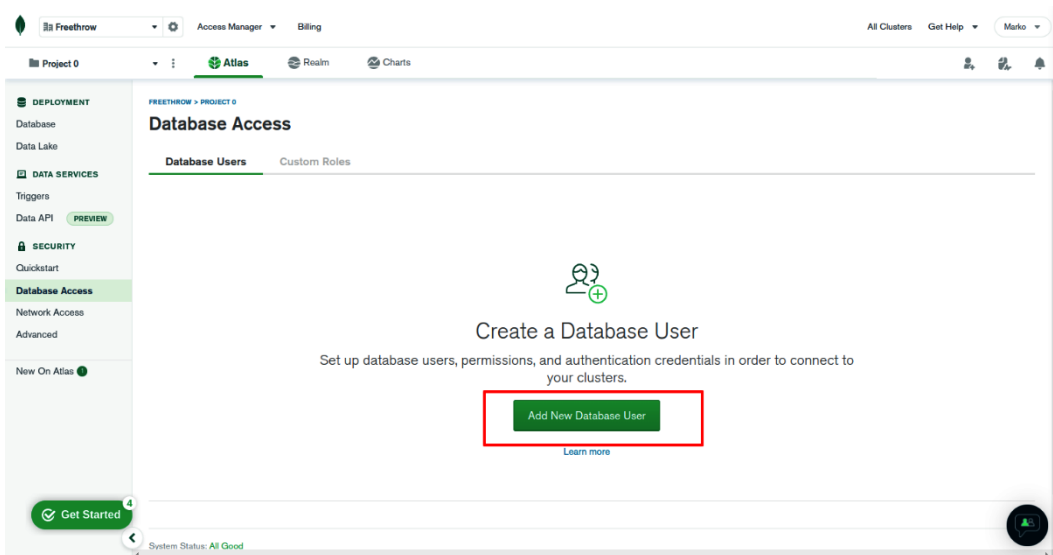 Freethrow
Access Manager
Billing
All Clusters
Get Help
Marko
Project 0
Atlas
Realm
Charts
DEPLOYMENT
Database
Data Lake
DATA SERVICES
Triggers
Data API PREVIEW
SECURITY
Quickstart
Database Access
Network Access
Advanced
New On Atlas
FREETHROW > PROJECT 0
Database Access
Database Users
Custom Roles
Create a Database User
Set up database users, permissions, and authentication credentials in order to connect to
your clusters.
Add New Database User
Learn more
4
Get Started
System Status: All Good